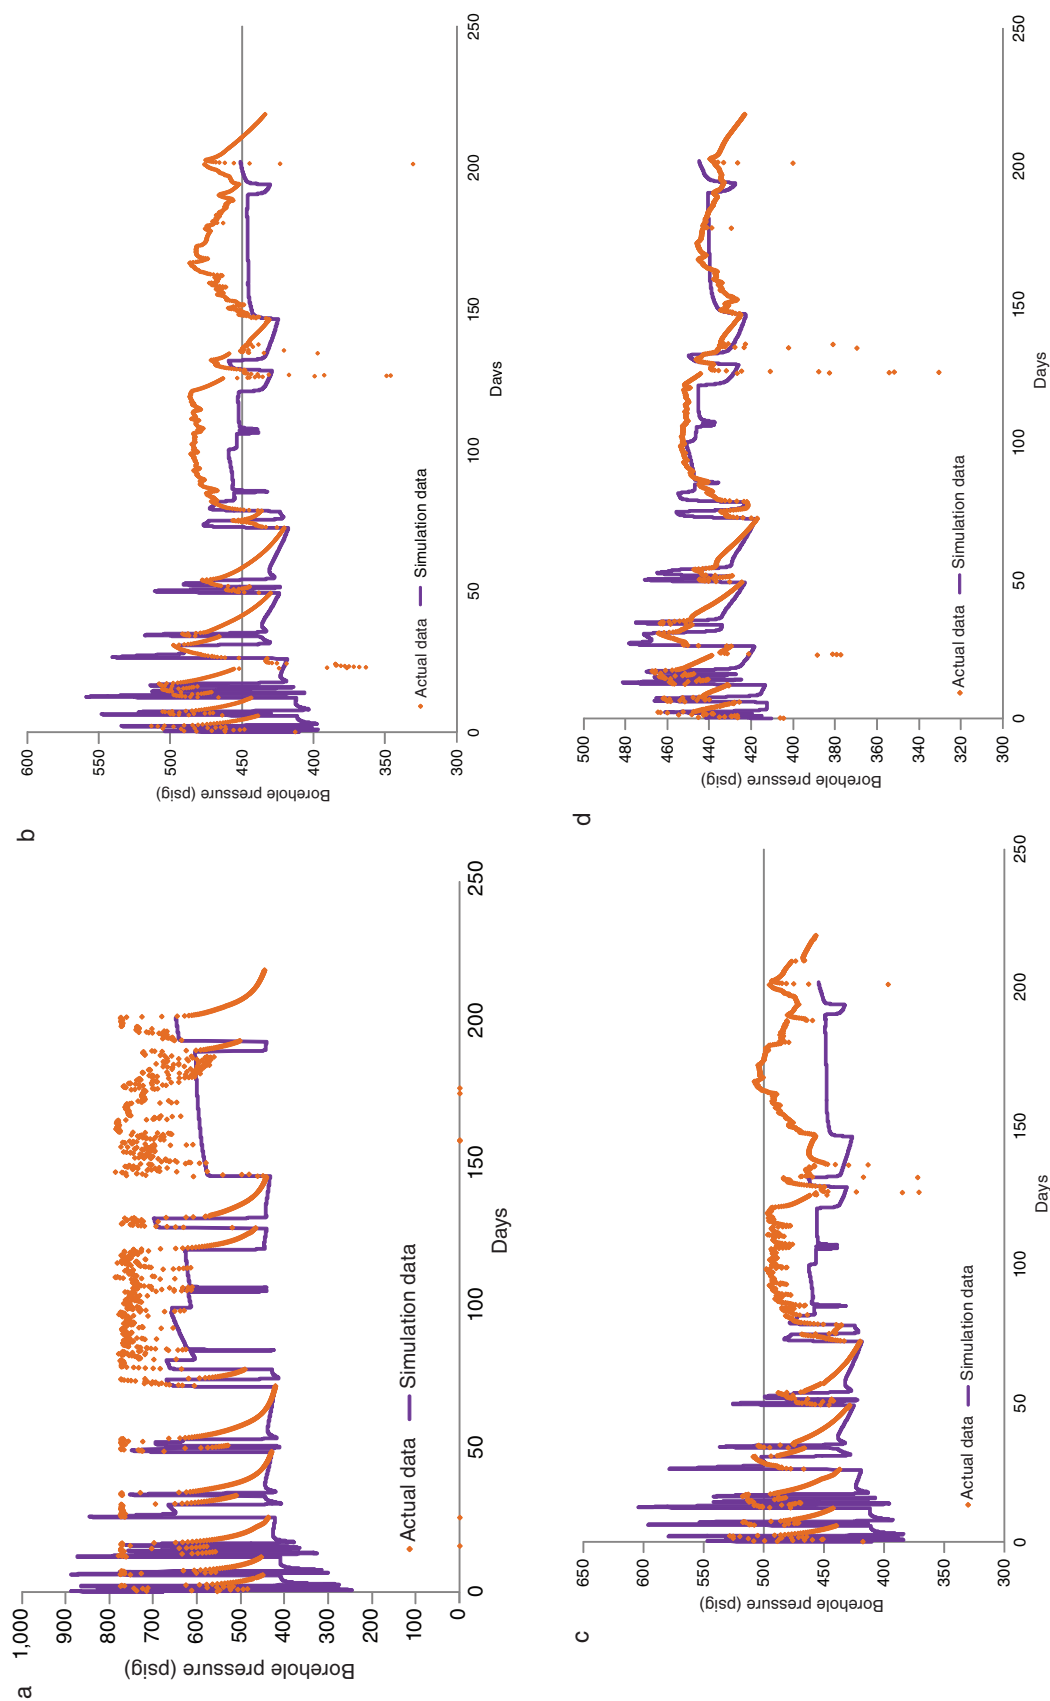 a
1,000
900
800
700
600
500
400
300
200
100
0
Borehole pressure (psig)
0 50 100 150 200 250
Days
Actual data Simulation data
b
600
550
500
450
400
350
300
Borehole pressure (psig)
0 50 100 150 200 250
Days
Actual data Simulation data
c
650
600
550
500
450
400
350
300
Borehole pressure (psig)
0 50 100 150 200 250
Days
Actual data Simulation data
d
500
480
460
440
420
400
380
360
340
320
300
Borehole pressure (psig)
0 50 100 150 200 250
Days
Actual data Simulation data